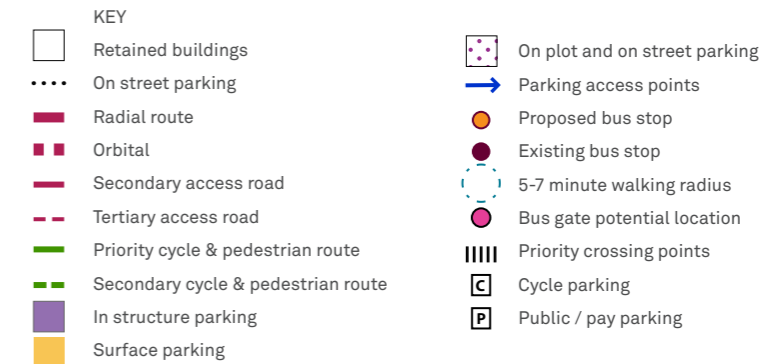 KEY
Retained buildings
On street parking
Radial route
Orbital
Secondary access road
Tertiary access road
Priority cycle & pedestrian route
Secondary cycle & pedestrian route
In structure parking
Surface parking
On plot and on street parking
Parking access points
Proposed bus stop
Existing bus stop
5-7 minute walking radius
Bus gate potential location
Priority crossing points
C Cycle parking
P Public / pay parking